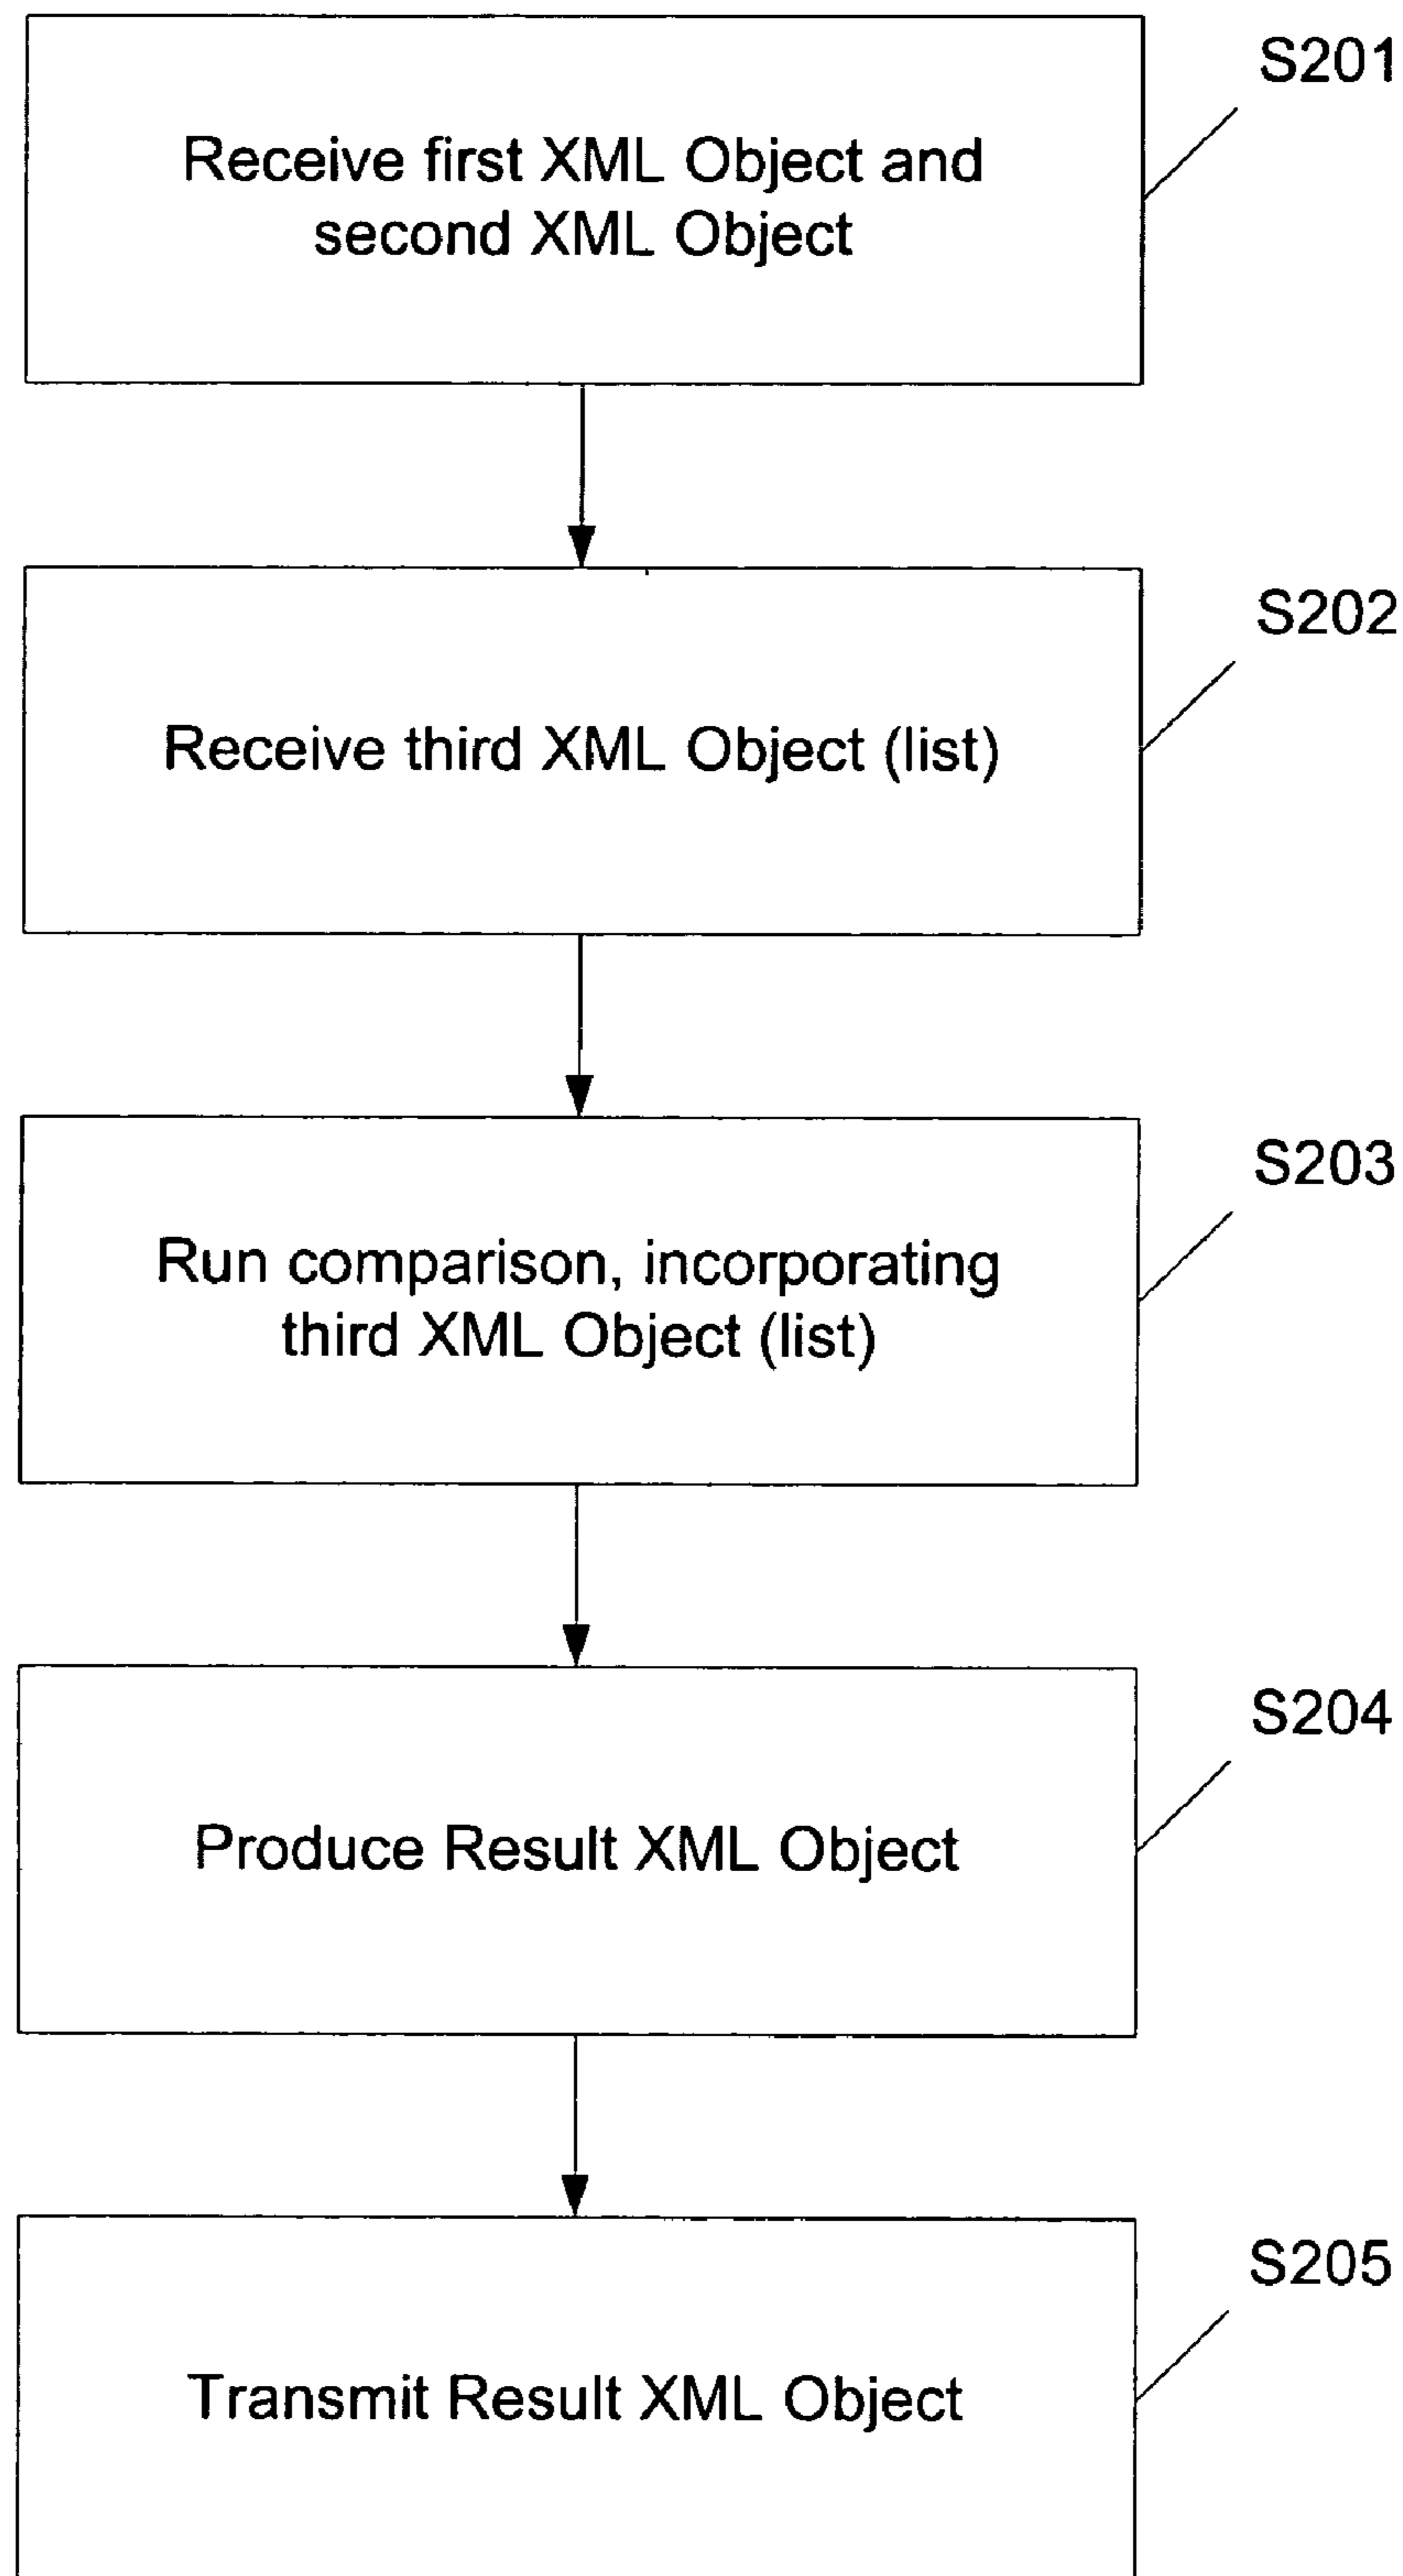 S201
Receive first XML Object and
second XML Object
S202
Receive third XML Object (list)
S203
Run comparison, incorporating
third XML Object (list)
S204
Produce Result XML Object
S205
Transmit Result XML Object